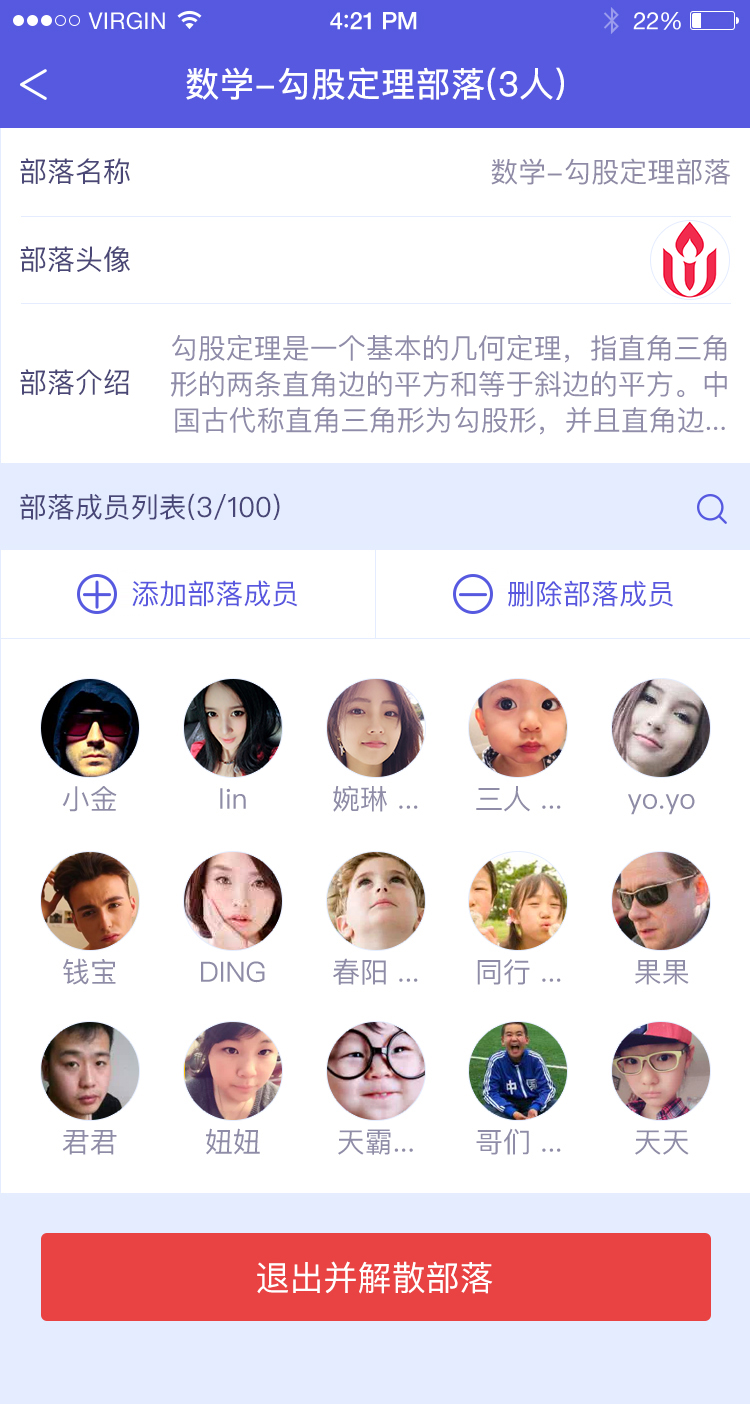 VIRGIN 4:21 PM 22%
数学-勾股定理部落(3人)
部落名称 数学-勾股定理部落
部落头像
部落介绍
勾股定理是一个基本的几何定理，指直角三角
形的两条直角边的平方和等于斜边的平方。中
国古代称直角三角形为勾股形，并且直角边...
部落成员列表(3/100)
添加部落成员 删除部落成员
小金 lin 婉琳 ... 三人 ... yo.yo
钱宝 DING 春阳 ... 同行 ... 果果
君君 妞妞 天霸... 哥们 ... 天天
退出并解散部落